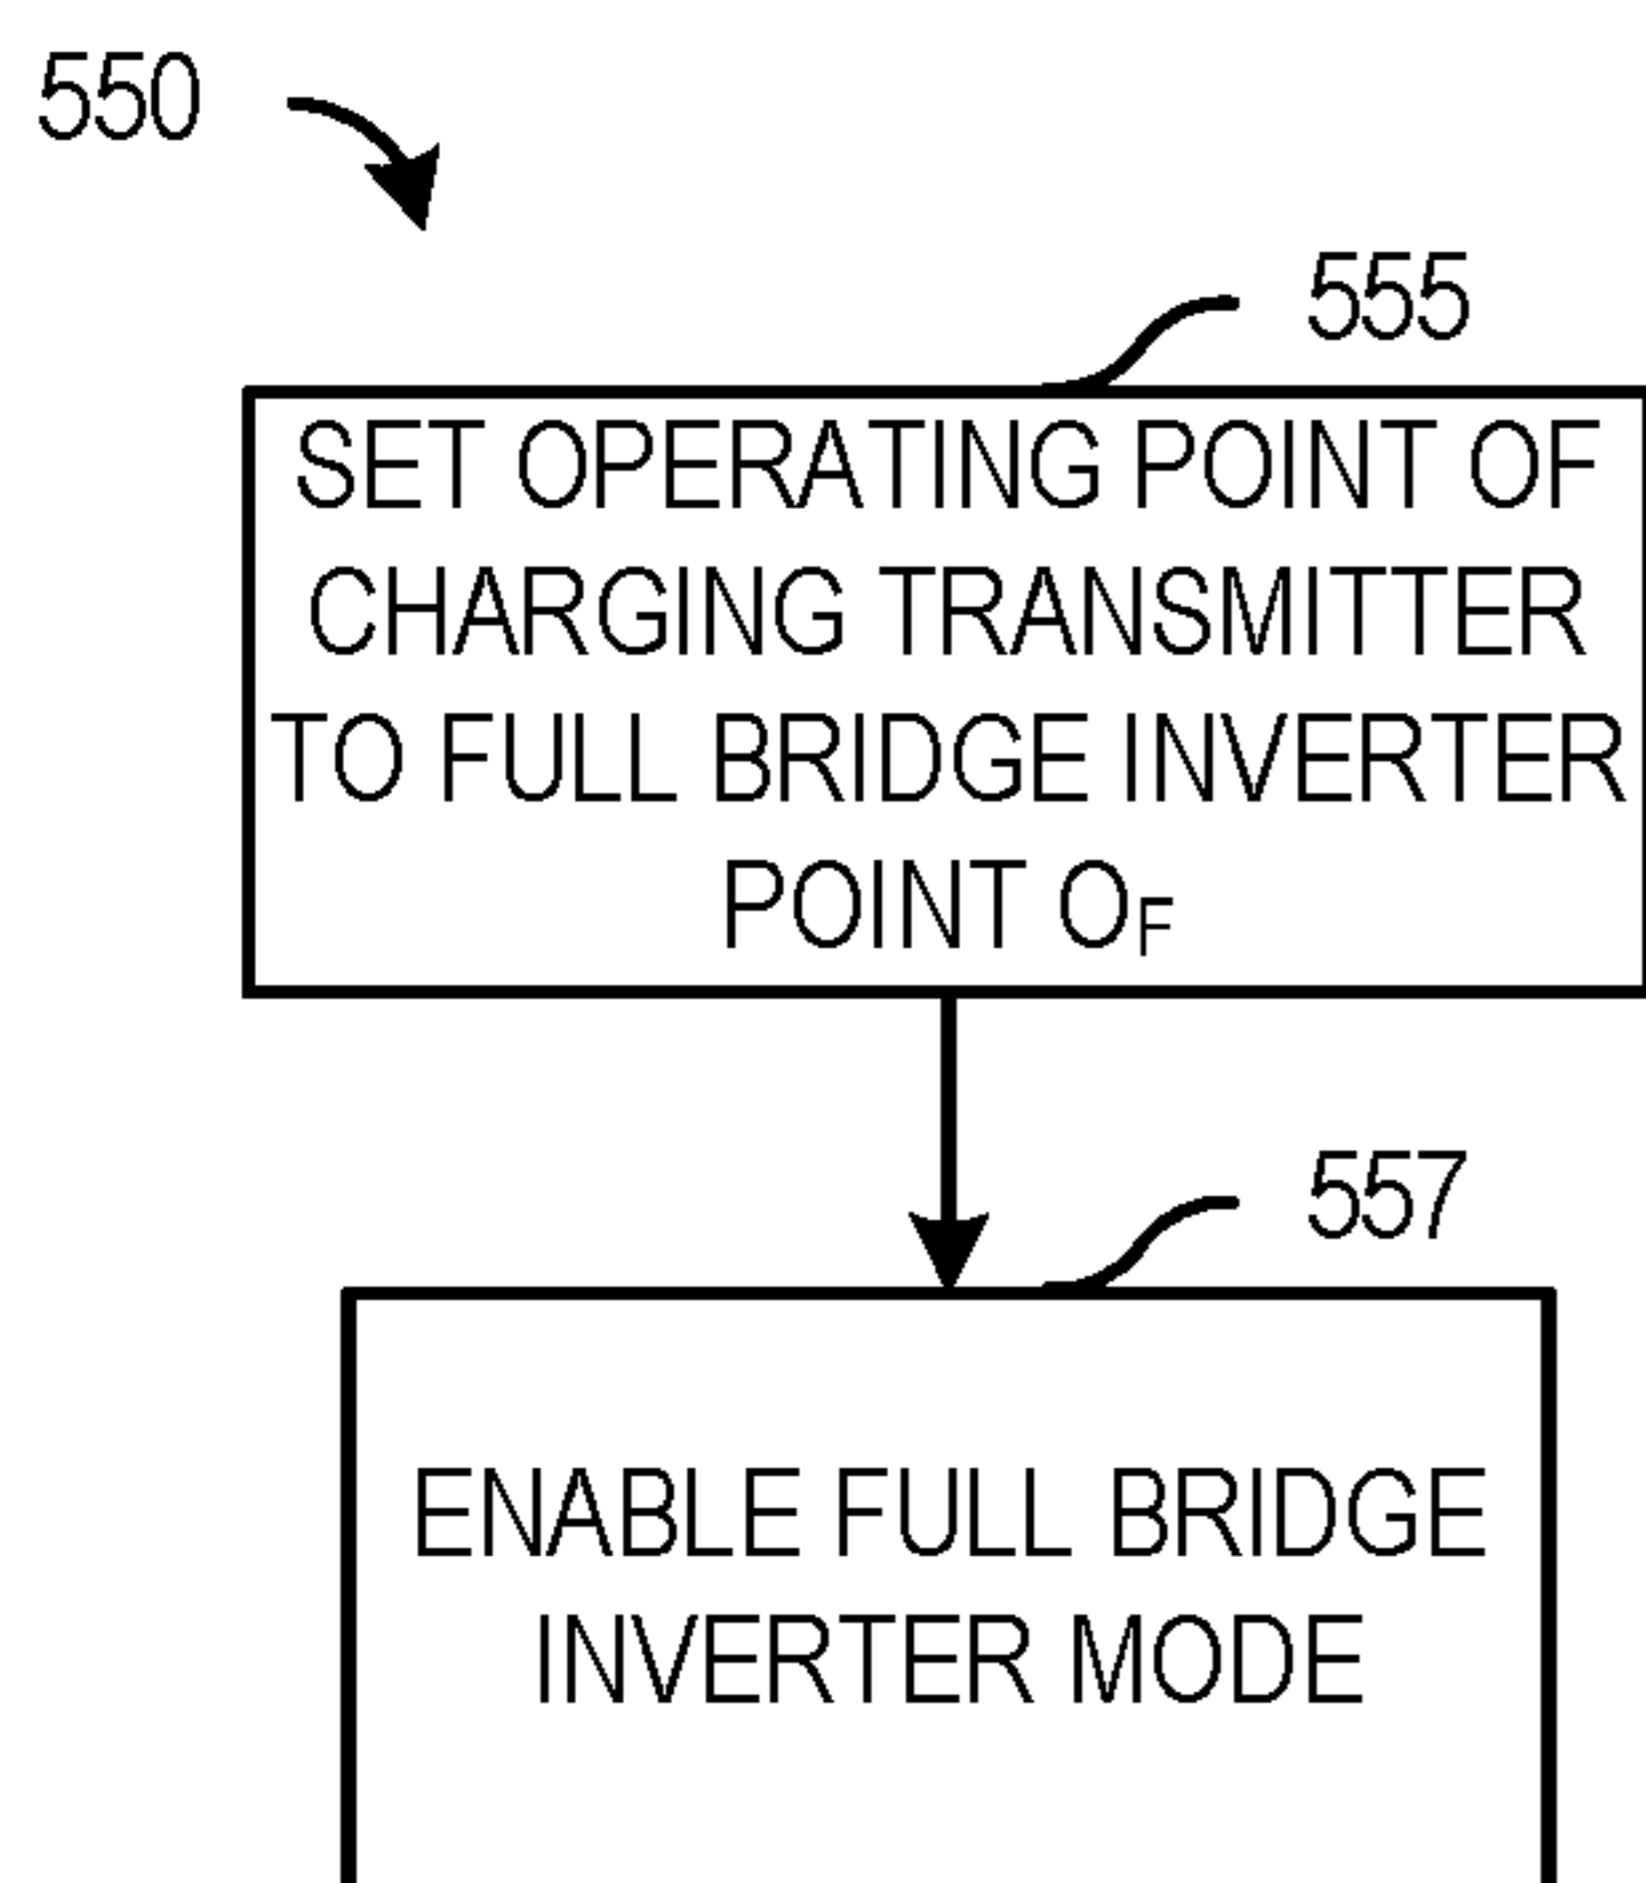 550
555
SET OPERATING POINT OF
CHARGING TRANSMITTER
TO FULL BRIDGE INVERTER
POINT O_F
557
ENABLE FULL BRIDGE
INVERTER MODE